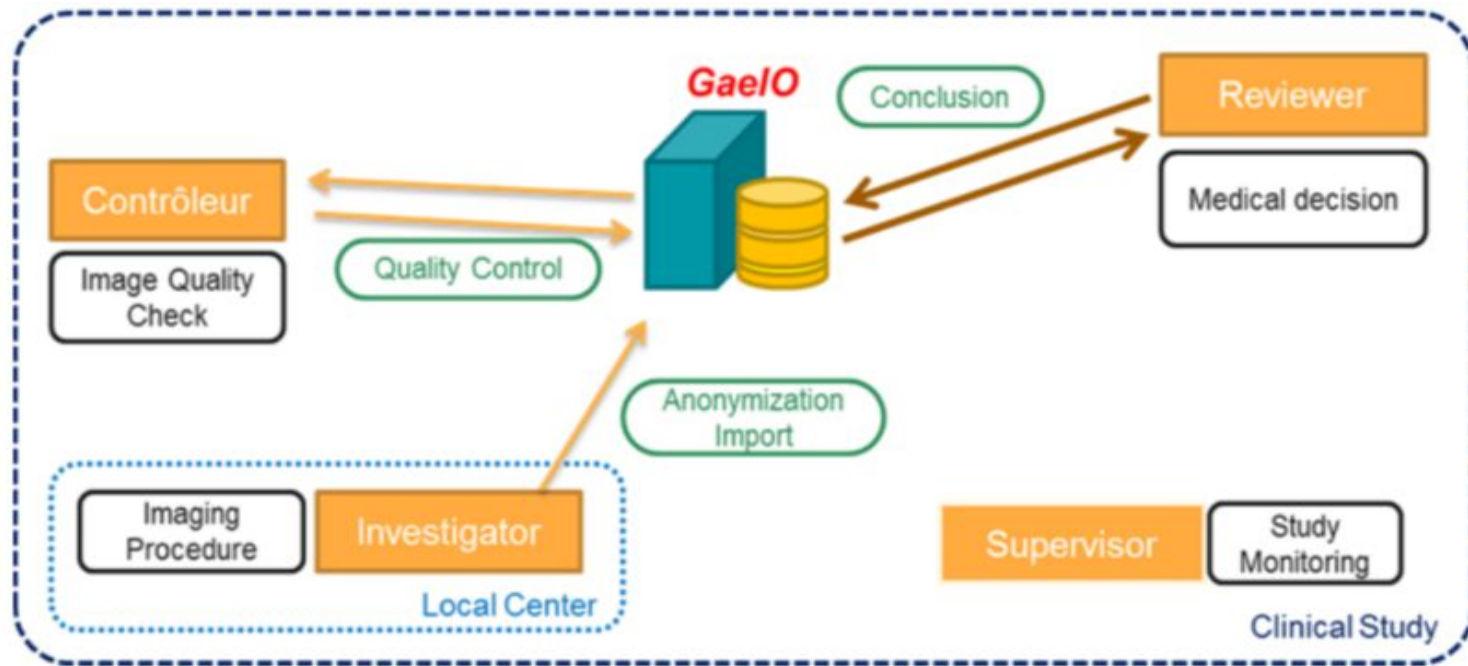 GaelO
Conclusion
Reviewer
Medical decision
Contrôleur
Image Quality
Check
Quality Control
Anonymization
Import
Imaging
Procedure
Investigator
Local Center
Supervisor
Study
Monitoring
Clinical Study